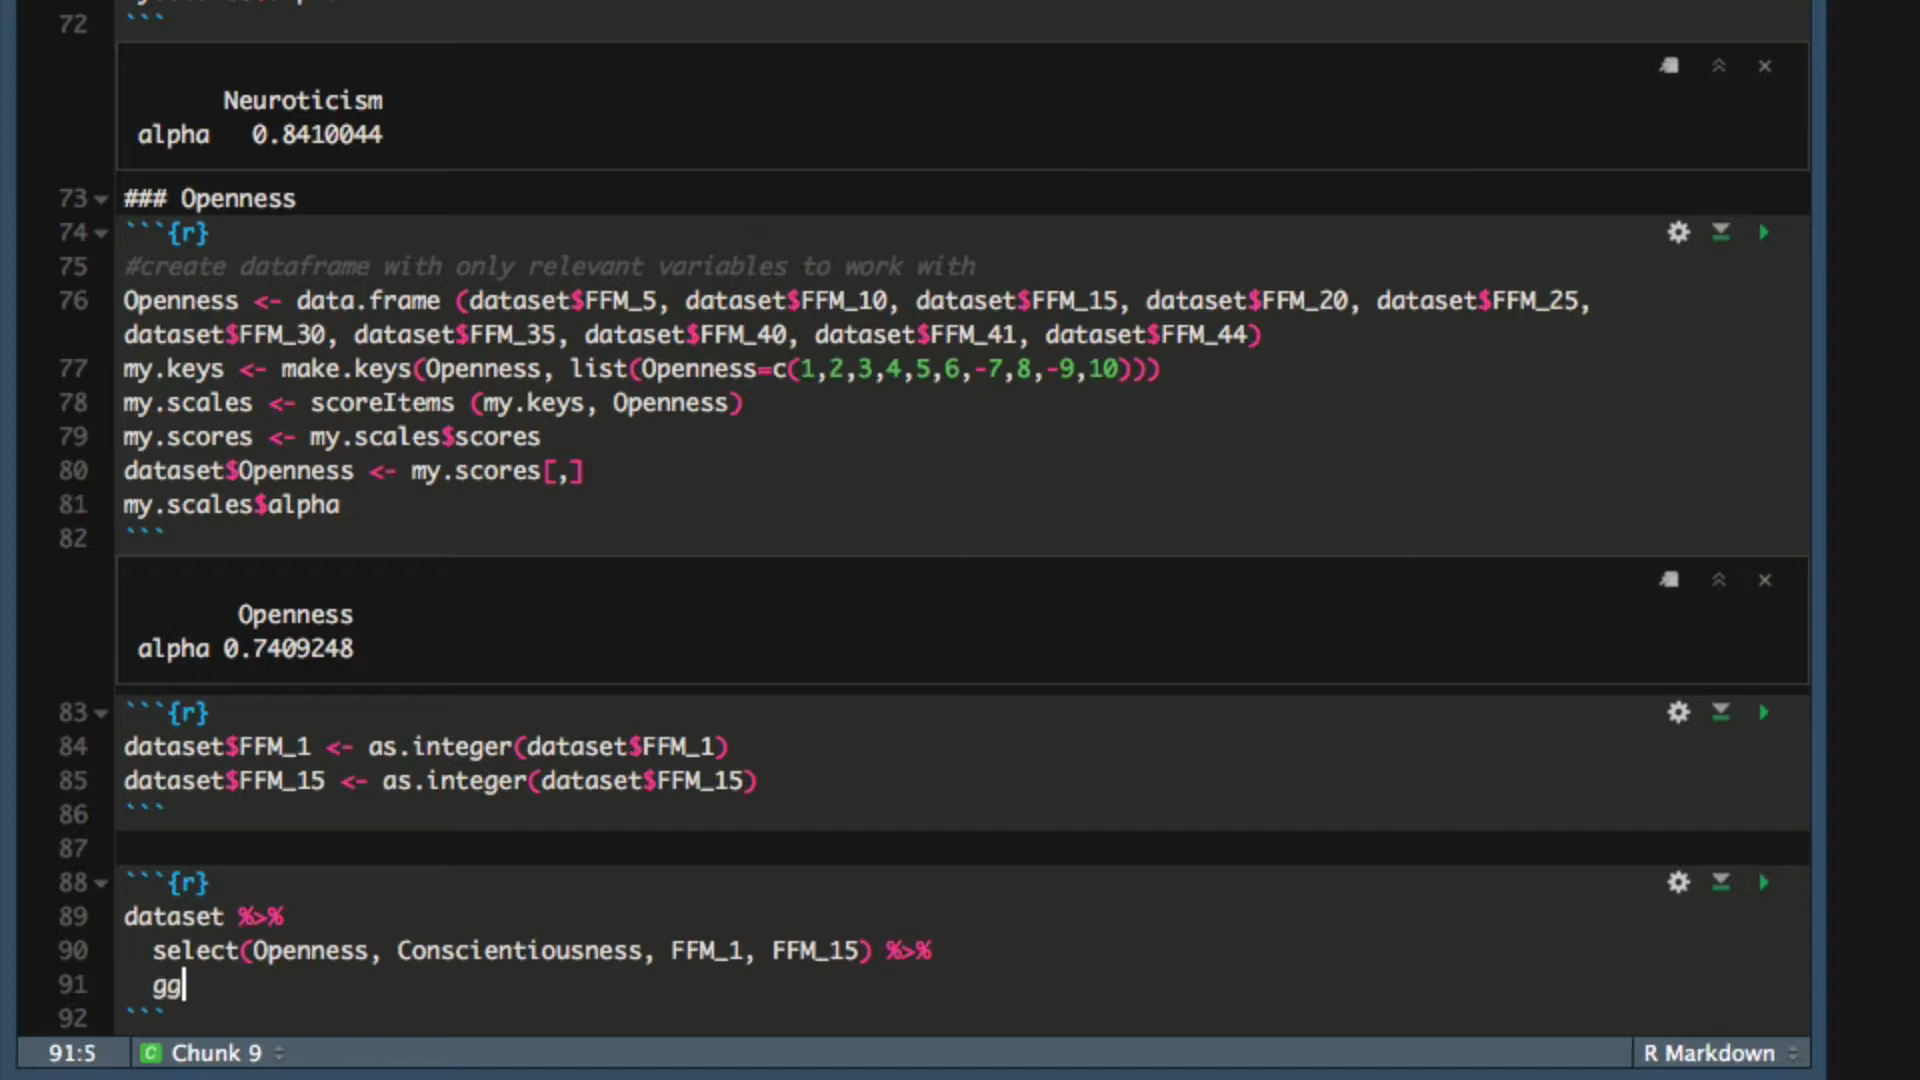 72 ```
Neuroticism
alpha 0.8410044
73 ### Openness
74 ```{r}
75 #create dataframe with only relevant variables to work with
76 Openness <- data.frame (dataset$FFM_5, dataset$FFM_10, dataset$FFM_15, dataset$FFM_20, dataset$FFM_25,
dataset$FFM_30, dataset$FFM_35, dataset$FFM_40, dataset$FFM_41, dataset$FFM_44)
77 my.keys <- make.keys(Openness, list(Openness=c(1,2,3,4,5,6,-7,8,-9,10)))
78 my.scales <- scoreItems (my.keys, Openness)
79 my.scores <- my.scales$scores
80 dataset$Openness <- my.scores[,]
81 my.scales$alpha
82 ```
Openness
alpha 0.7409248
83 ```{r}
84 dataset$FFM_1 <- as.integer(dataset$FFM_1)
85 dataset$FFM_15 <- as.integer(dataset$FFM_15)
86 ```
87
88 ```{r}
89 dataset %>%
90 select(Openness, Conscientiousness, FFM_1, FFM_15) %>%
91 gg
92 ```
91:5 C Chunk 9 R Markdown